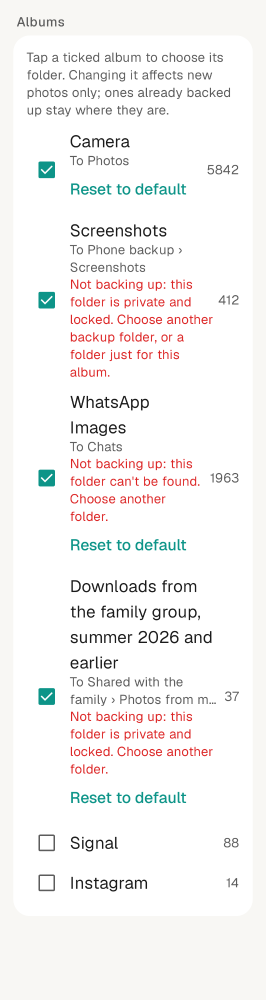 Albums
Tap a ticked album to choose its
folder. Changing it affects new
photos only; ones already backed
up stay where they are.
Camera
To Photos
5842
Reset to default
Screenshots
To Phone backup ›
Screenshots
Not backing up: this
folder is private and
locked. Choose another
backup folder, or a
folder just for this
album.
412
WhatsApp
Images
To Chats
Not backing up: this
folder can't be found.
Choose another
folder.
1963
Reset to default
Downloads from
the family group,
summer 2026 and
earlier
To Shared with the
family › Photos from m…
Not backing up: this
folder is private and
locked. Choose another
folder.
37
Reset to default
Signal
88
Instagram
14